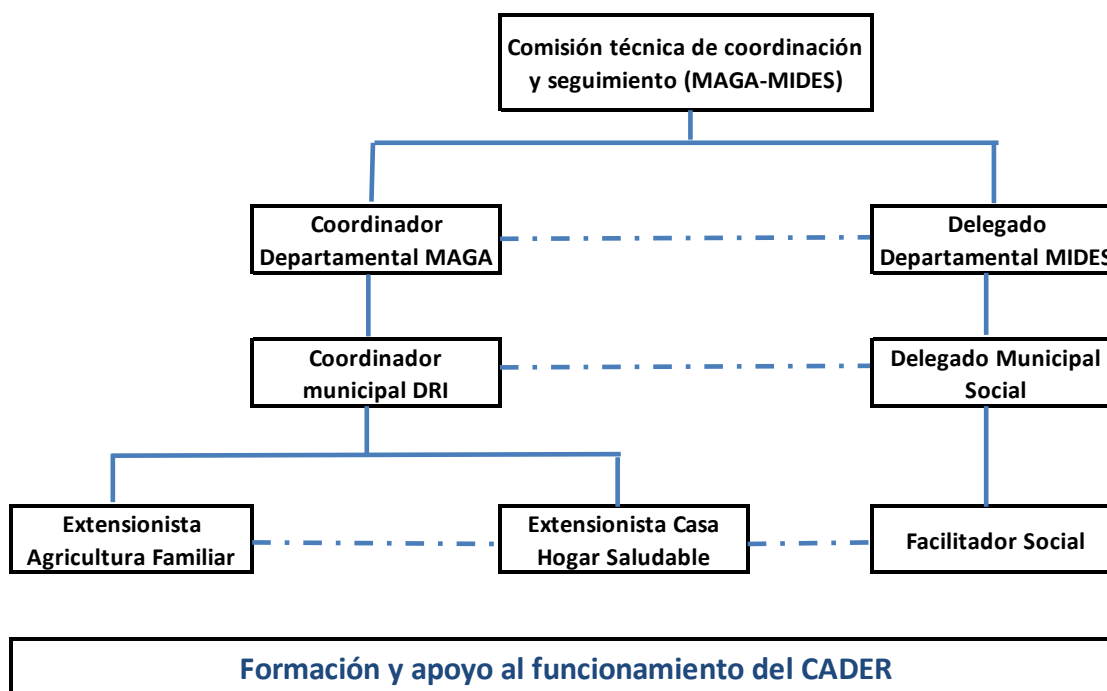 Comisión técnica de coordinación
y seguimiento (MAGA-MIDES)
Coordinador
Departamental MAGA
Delegado
Departamental MIDES
Coordinador
municipal DRI
Delegado Municipal
Social
Extensionista
Agricultura Familiar
Extensionista Casa
Hogar Saludable
Facilitador Social
Formación y apoyo al funcionamiento del CADER